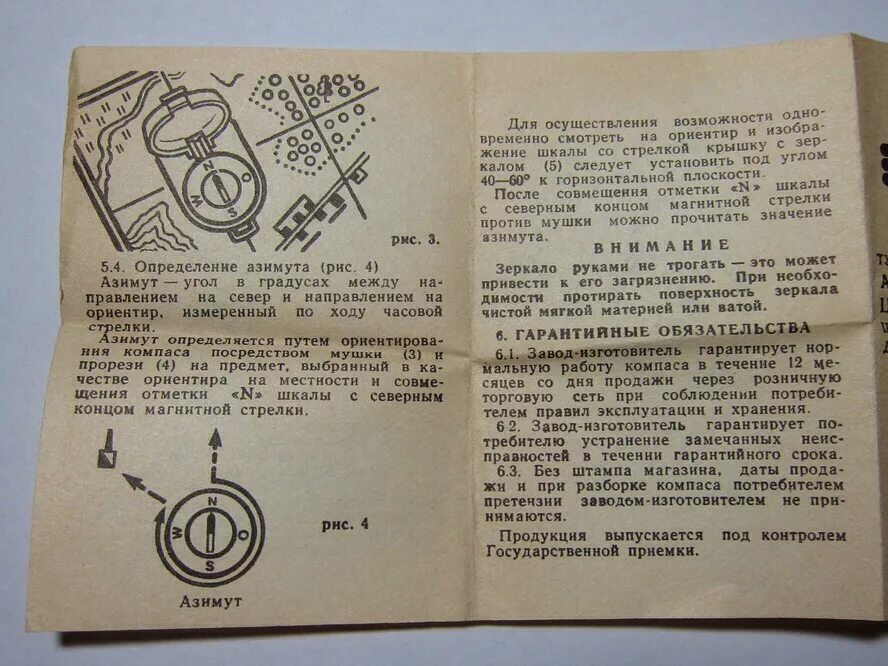 N
O
S
W
рис. 3.
5.4. Определение азимута (рис. 4)
Азимут — угол в градусах между на-
правлением на север и направлением на
ориентир, измеренный по ходу часовой
стрелки.
Азимут определяется путем ориентирова-
ния компаса посредством мушки (3) и
прорези (4) на предмет, выбранный в ка-
честве ориентира на местности и совме-
щения отметки «N» шкалы с северным
концом магнитной стрелки.
N
W
O
S
рис. 4
Азимут
Для осуществления возможности одно-
временно смотреть на ориентир и изобра-
жение шкалы со стрелкой крышку с зер-
калом (5) следует установить под углом
40—60° к горизонтальной плоскости.
После совмещения отметки «N» шкалы
с северным концом магнитной стрелки
против мушки можно прочитать значение
азимута.
ВНИМАНИЕ
Зеркало руками не трогать — это может
привести к его загрязнению. При необхо-
димости протирать поверхность зеркала
чистой мягкой материей или ватой.
6. ГАРАНТИЙНЫЕ ОБЯЗАТЕЛЬСТВА
6.1. Завод-изготовитель гарантирует нор-
мальную работу компаса в течение 12 ме-
сяцев со дня продажи через розничную
торговую сеть при соблюдении потреби-
телем правил эксплуатации и хранения.
6 2. Завод-изготовитель гарантирует по-
требителю устранение замечанных неис-
правностей в течении гарантийного срока.
6.3. Без штампа магазина, даты прода-
жи и при разборке компаса потребителем
претензии заводом-изготовителем не при-
нимаются.
Продукция выпускается под контролем
Государственной приемки.